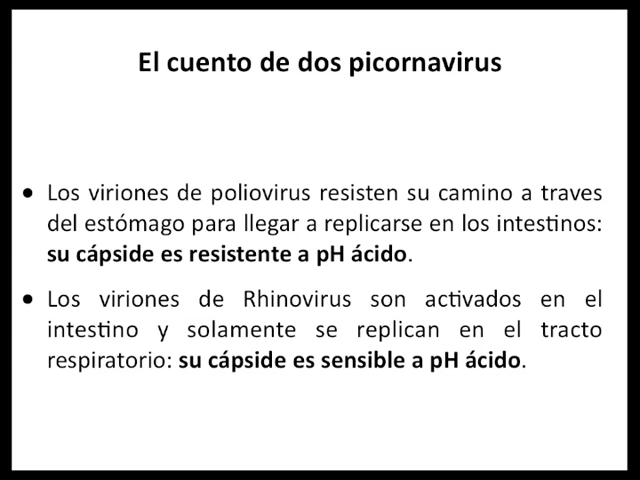 El cuento de dos picornavirus
● Los viriones de poliovirus resisten su camino a traves
del estómago para llegar a replicarse en los intestinos:
su cápside es resistente a pH ácido.
● Los viriones de Rhinovirus son activados en el
intestino y solamente se replican en el tracto
respiratorio: su cápside es sensible a pH ácido.